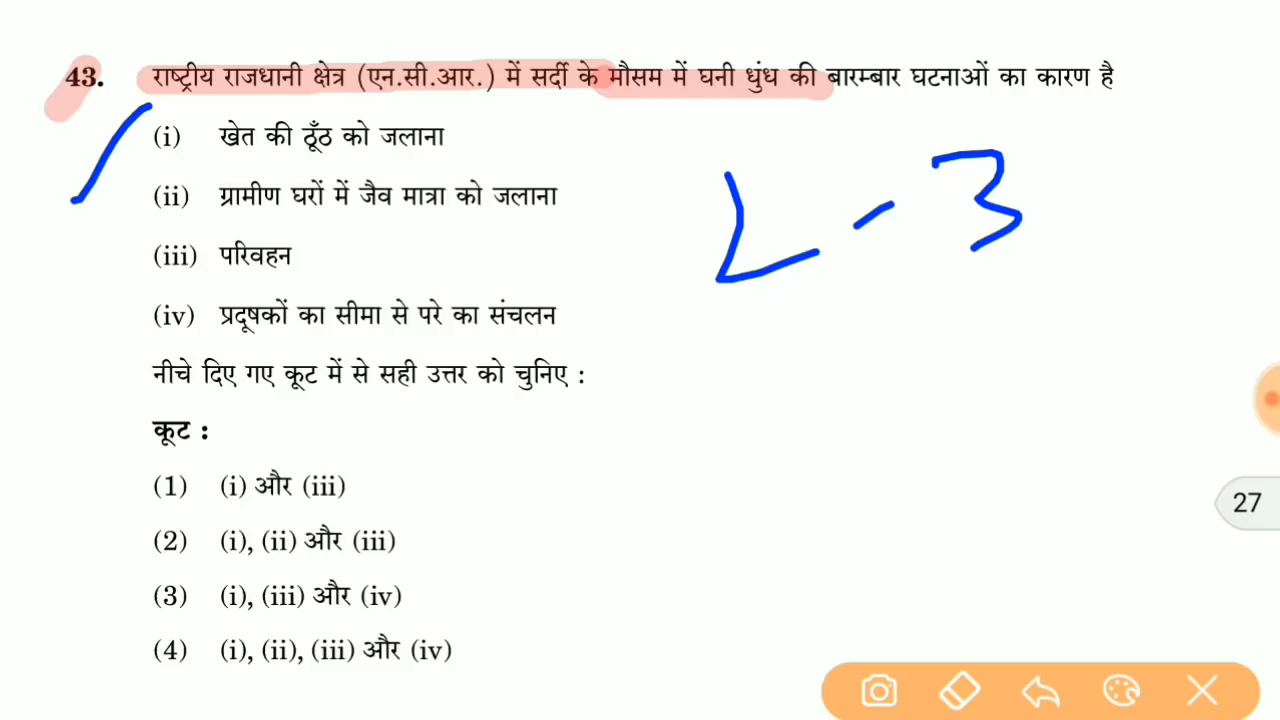 43. राष्ट्रीय राजधानी क्षेत्र (एन.सी.आर.) में सर्दी के मौसम में घनी धुंध की बारम्बार घटनाओं का कारण है
(i) खेत की ठूँठ को जलाना
(ii) ग्रामीण घरों में जैव मात्रा को जलाना
(iii) परिवहन
(iv) प्रदूषकों का सीमा से परे का संचलन
नीचे दिए गए कूट में से सही उत्तर को चुनिए :
कूट :
(1) (i) और (iii)
(2) (i), (ii) और (iii)
(3) (i), (iii) और (iv)
(4) (i), (ii), (iii) और (iv)
2 - 3
27